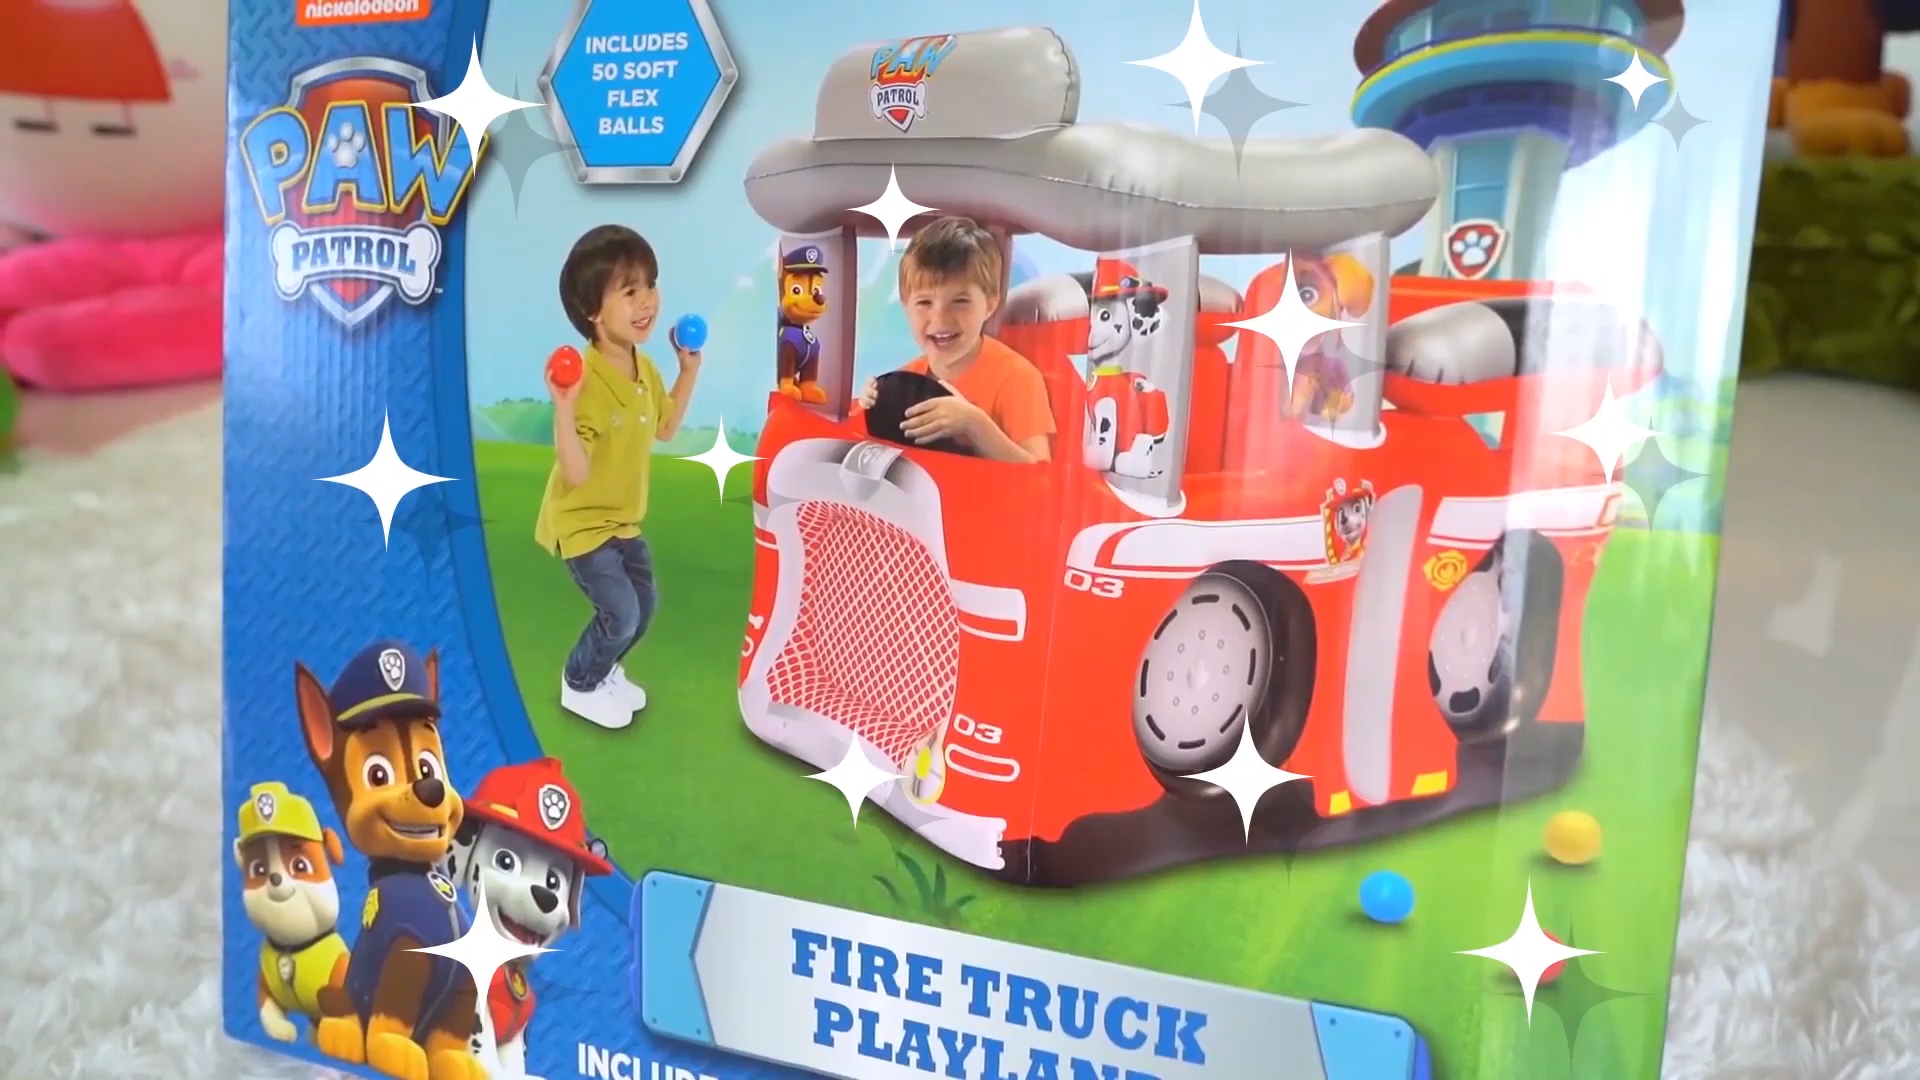 nickelodeon
PAW
PATROL
INCLUDES
50 SOFT
FLEX
BALLS
PAW
PATROL
03
03
FIRE TRUCK